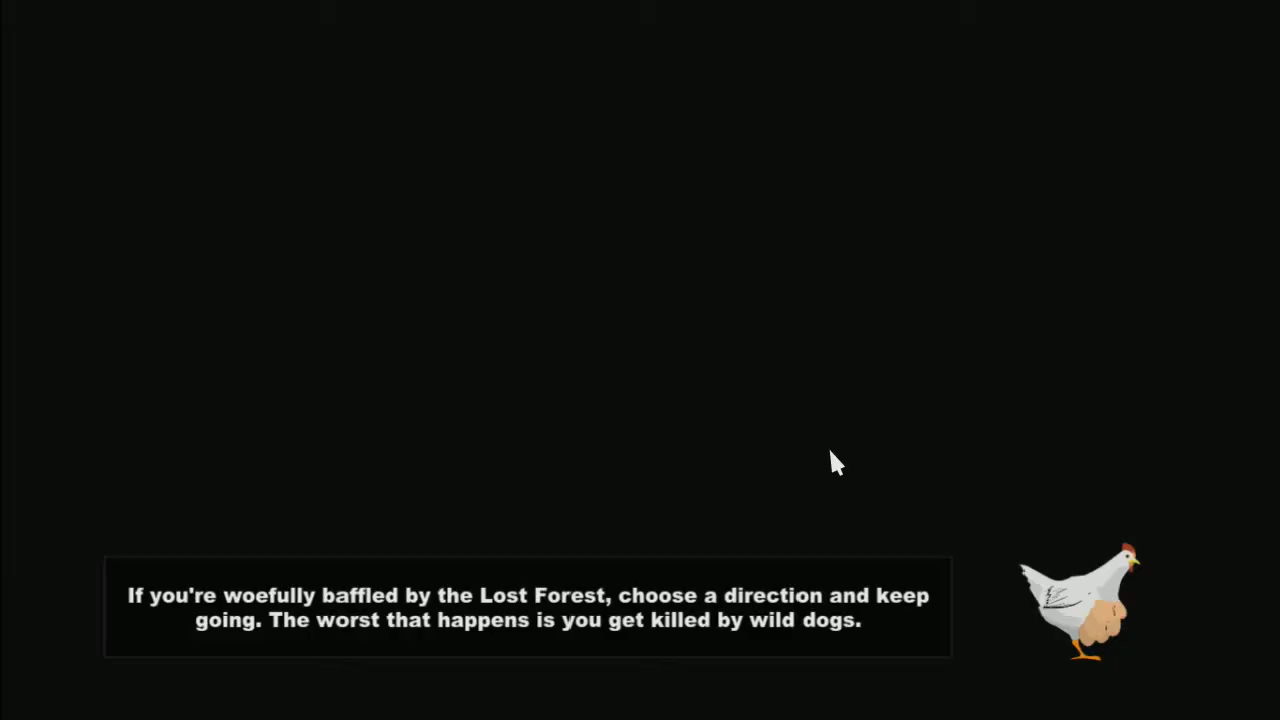 If you're woefully baffled by the Lost Forest, choose a direction and keep
going. The worst that happens is you get killed by wild dogs.